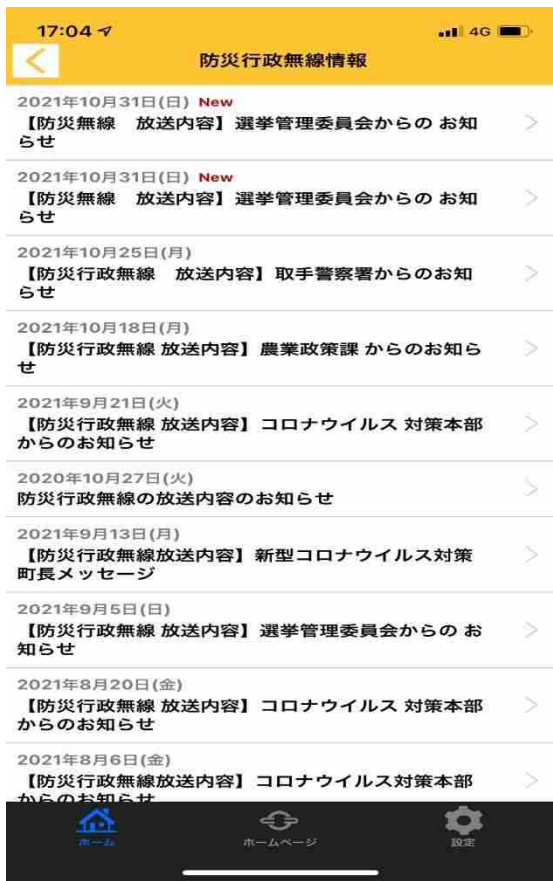 17:04
4G
防災行政無線情報
2021年10月31日(日) New
【防災無線　放送内容】選挙管理委員会からの お知
らせ
2021年10月31日(日) New
【防災無線　放送内容】選挙管理委員会からの お知
らせ
2021年10月25日(月)
【防災行政無線　放送内容】取手警察署からのお知
らせ
2021年10月18日(月)
【防災行政無線 放送内容】農業政策課 からのお知ら
せ
2021年9月21日(火)
【防災行政無線 放送内容】コロナウイルス 対策本部
からのお知らせ
2020年10月27日(火)
防災行政無線の放送内容のお知らせ
2021年9月13日(月)
【防災行政無線放送内容】新型コロナウイルス対策
町長メッセージ
2021年9月5日(日)
【防災行政無線 放送内容】選挙管理委員会からの お
知らせ
2021年8月20日(金)
【防災行政無線 放送内容】コロナウイルス 対策本部
からのお知らせ
2021年8月6日(金)
【防災行政無線放送内容】コロナウイルス対策本部
からのお知らせ
ホーム
ホームページ
設定